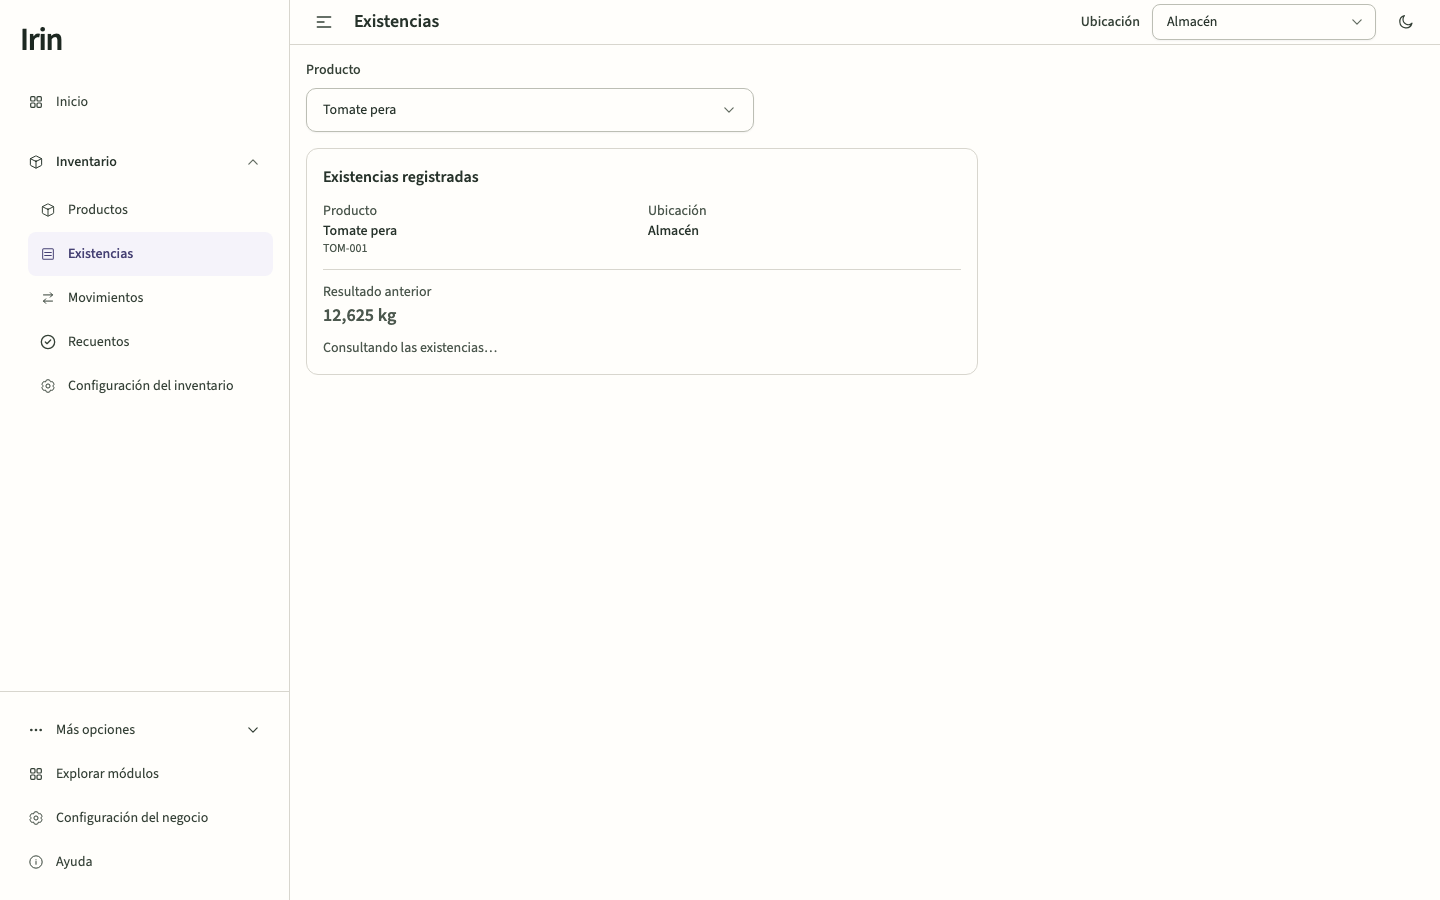 Irin
Inicio
Inventario
Productos
Existencias
Movimientos
Recuentos
Configuración del inventario
Más opciones
Explorar módulos
Configuración del negocio
Ayuda
Existencias
Ubicación
Almacén
Producto
Tomate pera
Existencias registradas
Producto
Tomate pera
TOM-001
Ubicación
Almacén
Resultado anterior
12,625 kg
Consultando las existencias…